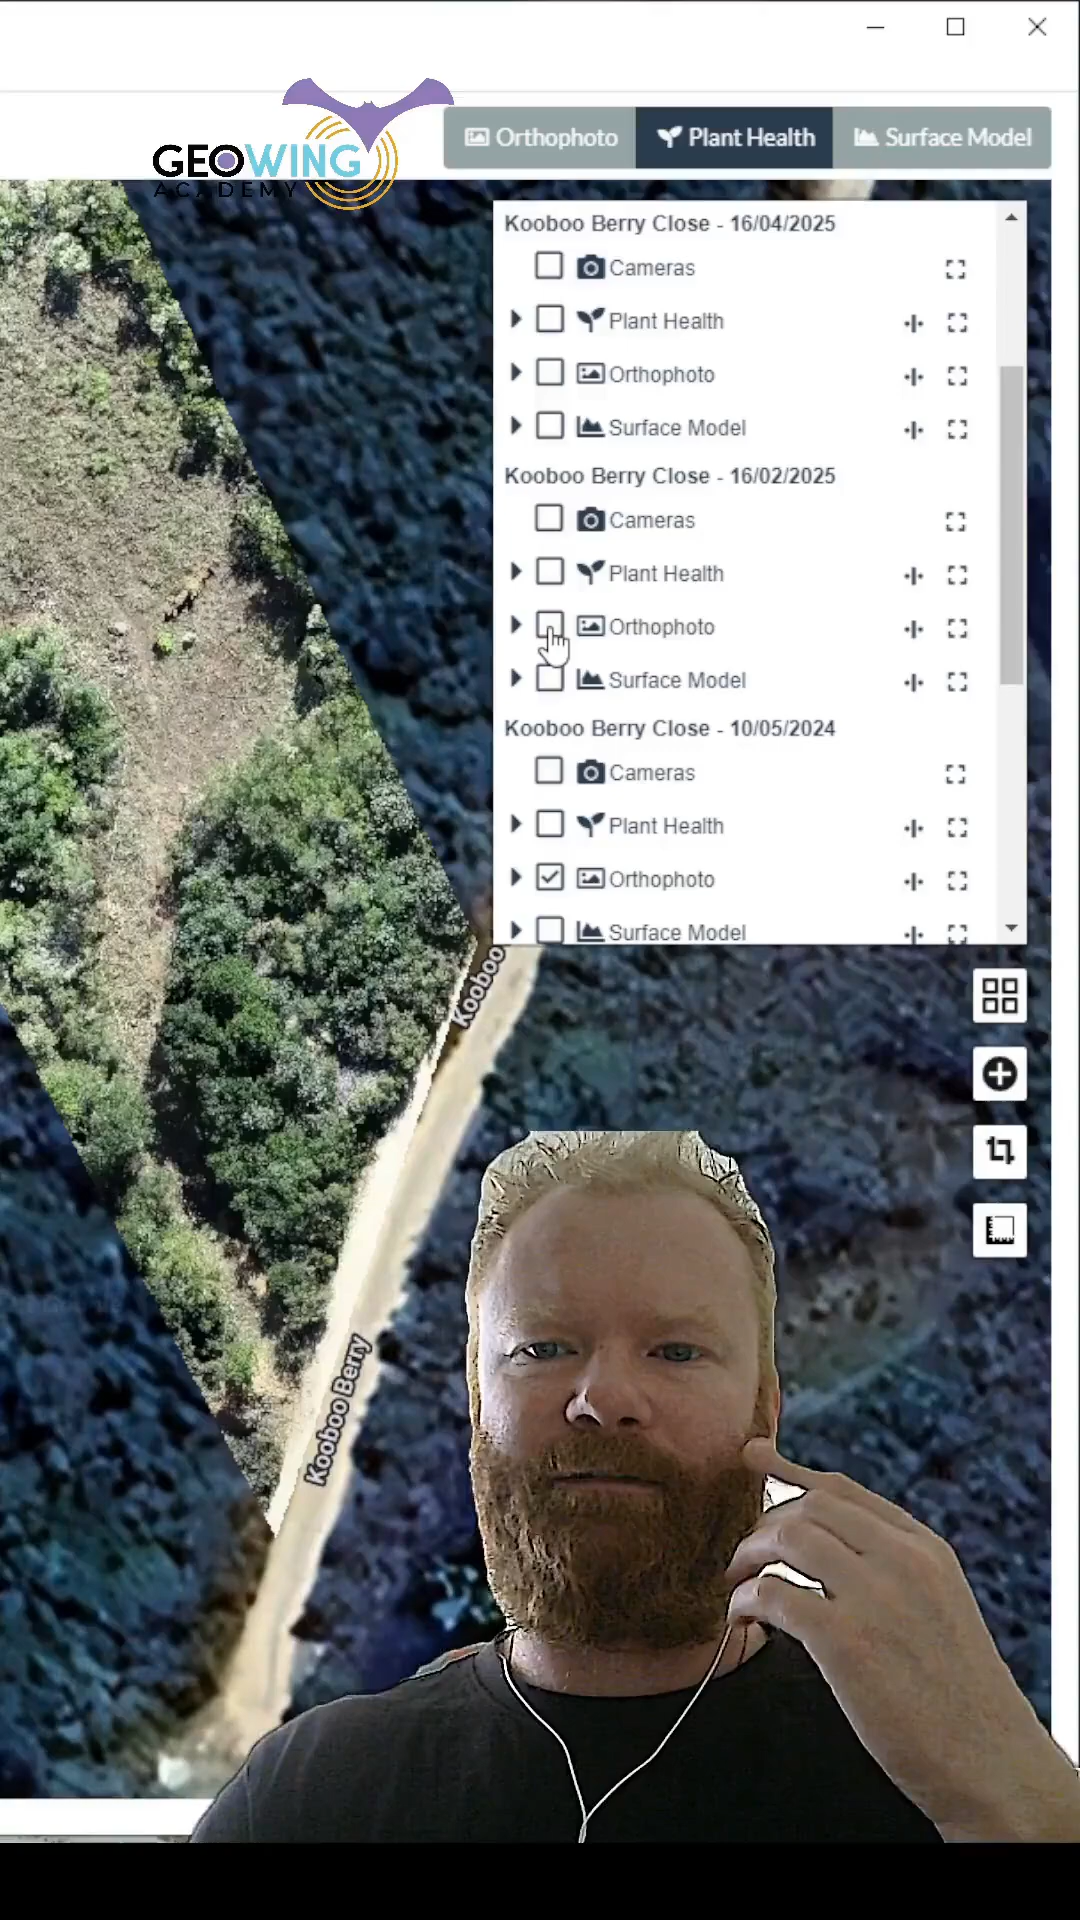 GEOWING
ACADEMY
Orthophoto
Plant Health
Surface Model
Kooboo Berry Close - 16/04/2025
Cameras
Plant Health
Orthophoto
Surface Model
Kooboo Berry Close - 16/02/2025
Cameras
Plant Health
Orthophoto
Surface Model
Kooboo Berry Close - 10/05/2024
Cameras
Plant Health
Orthophoto
Surface Model
Kooboo
Kooboo Berry